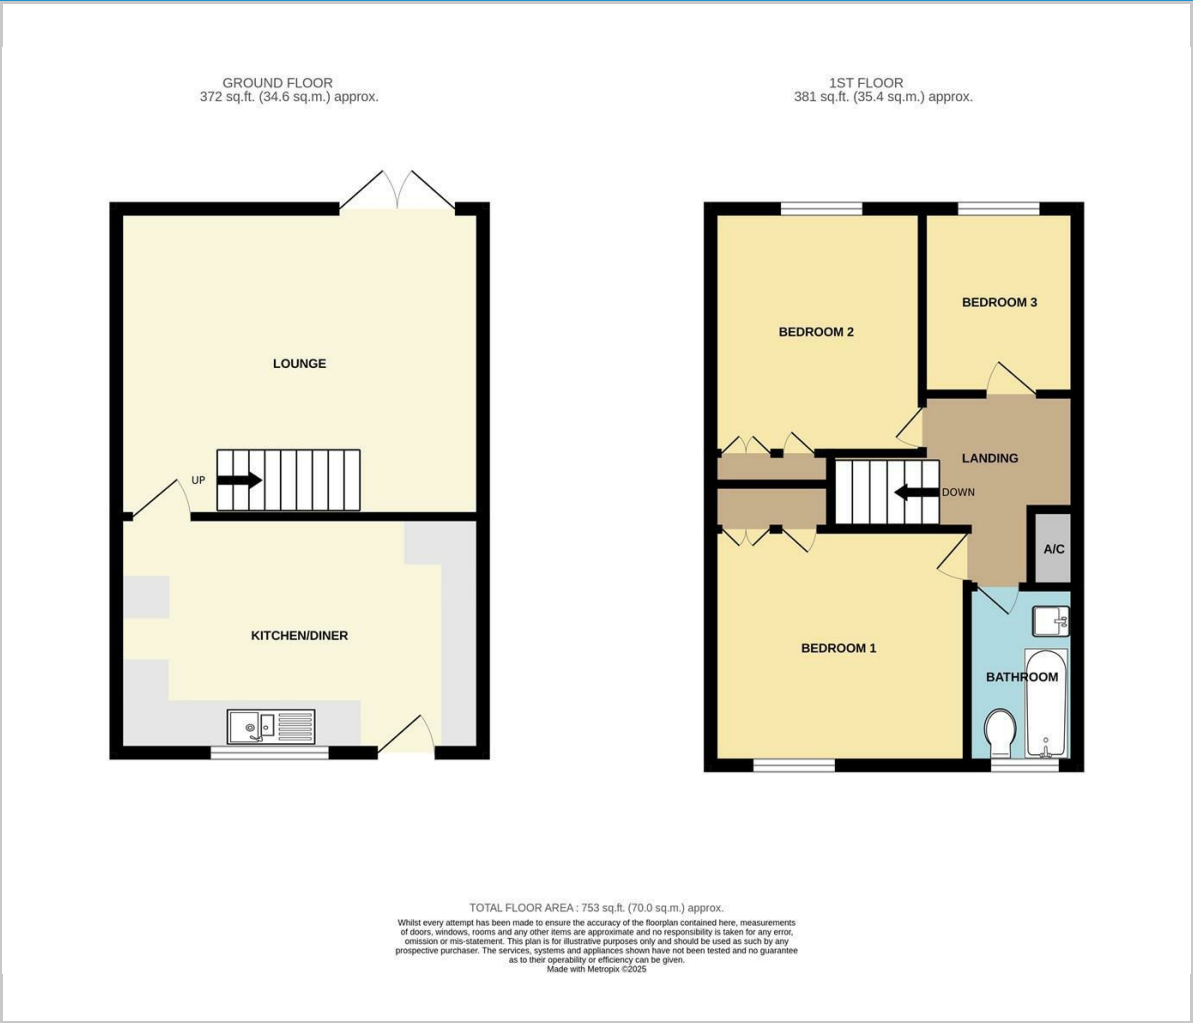 GROUND FLOOR
372 sq.ft. (34.6 sq.m.) approx.
1ST FLOOR
381 sq.ft. (35.4 sq.m.) approx.
LOUNGE
UP
KITCHEN/DINER
BEDROOM 2
BEDROOM 3
LANDING
DOWN
A/C
BEDROOM 1
BATHROOM
TOTAL FLOOR AREA : 753 sq.ft. (70.0 sq.m.) approx.
Whilst every attempt has been made to ensure the accuracy of the floorplan contained here, measurements
of doors, windows, rooms and any other items are approximate and no responsibility is taken for any error,
omission or mis-statement. This plan is for illustrative purposes only and should be used as such by any
prospective purchaser. The services, systems and appliances shown have not been tested and no guarantee
as to their operability or efficiency can be given.
Made with Metropix ©2025